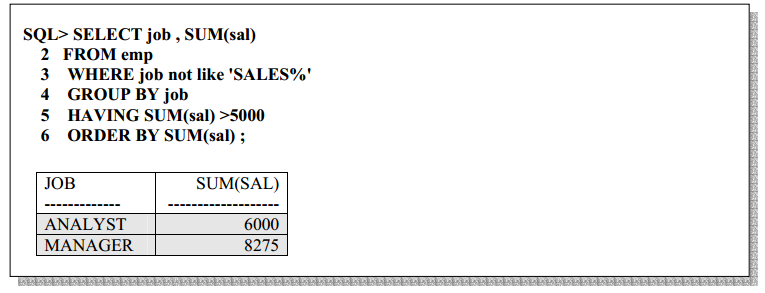 SQL> SELECT job , SUM(sal)
2 FROM emp
3 WHERE job not like 'SALES%'
4 GROUP BY job
5 HAVING SUM(sal) >5000
6 ORDER BY SUM(sal) ;
JOB SUM(SAL)
------------- -------------------
ANALYST 6000
MANAGER 8275